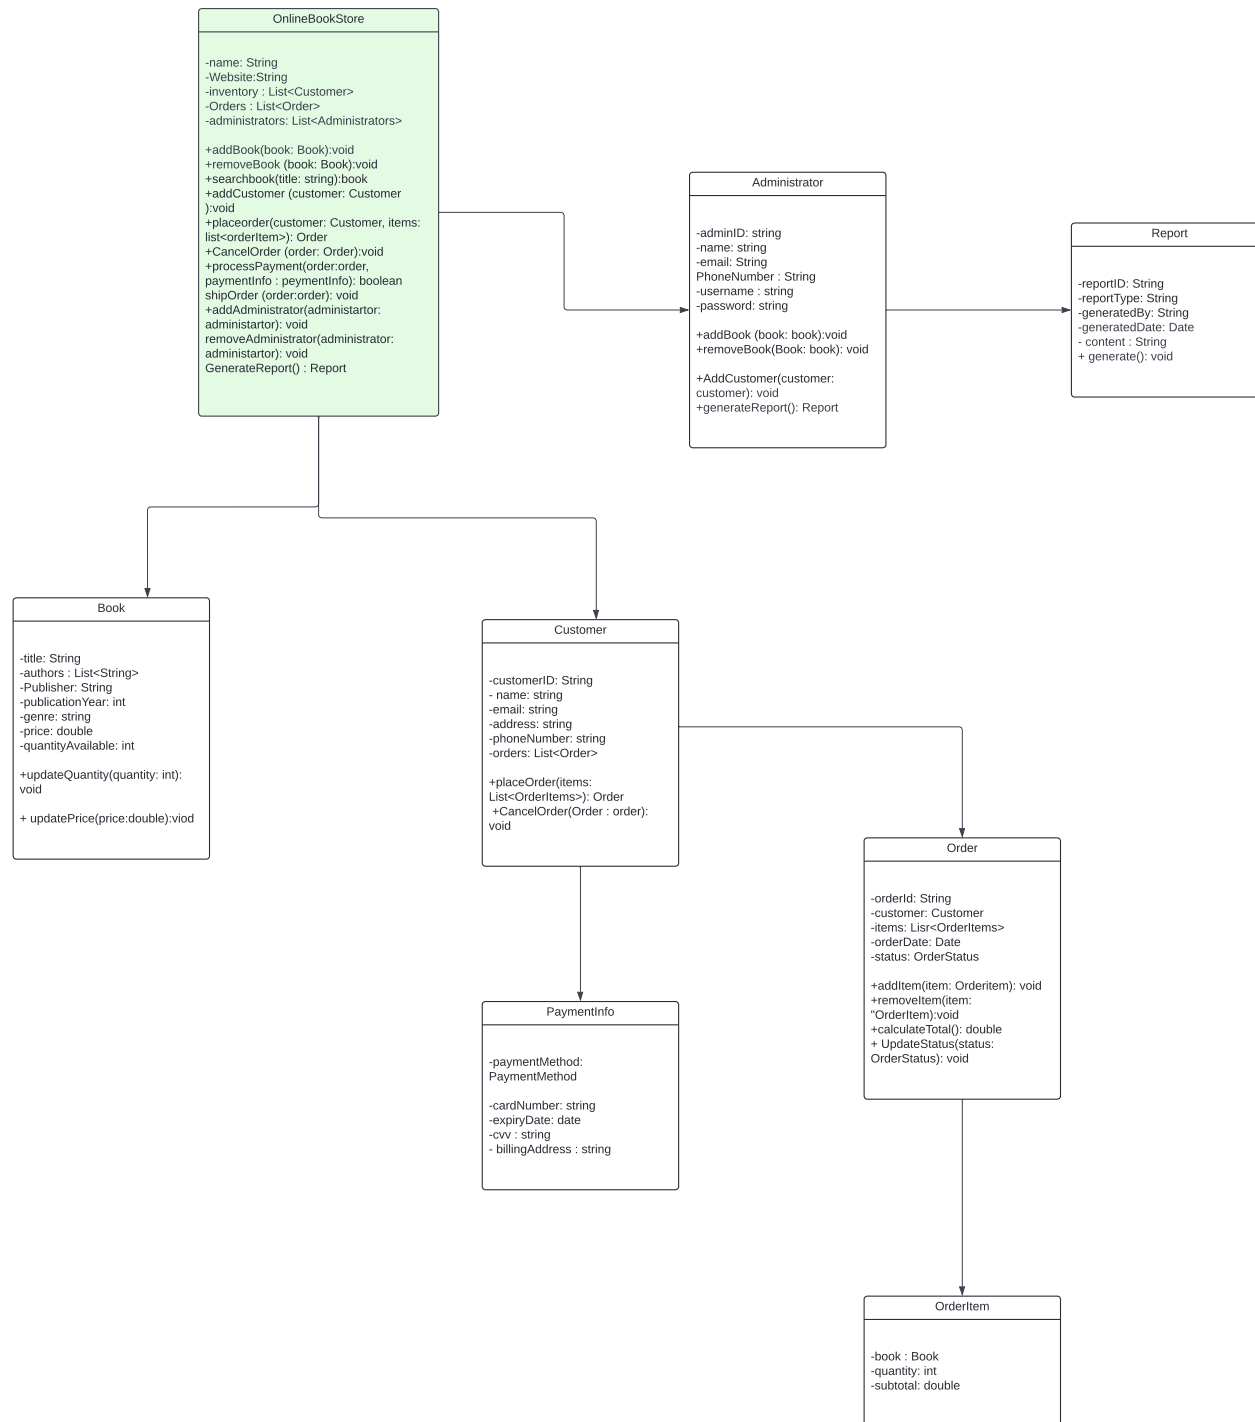 OnlineBookStore
-name: String
-Website:String
-inventory : List<Customer>
-Orders : List<Order>
-administrators: List<Administrators>
+addBook(book: Book):void
+removeBook (book: Book):void
+searchbook(title: string):book
+addCustomer (customer: Customer
):void
+placeorder(customer: Customer, items:
list<orderItem>): Order
+CancelOrder (order: Order):void
+processPayment(order:order,
paymentInfo : peymentInfo): boolean
shipOrder (order:order): void
+addAdministrator(administartor:
administartor): void
removeAdministrator(administrator:
administartor): void
GenerateReport() : Report
Administrator
-adminID: string
-name: string
-email: String
PhoneNumber : String
-username : string
-password: string
+addBook (book: book):void
+removeBook(Book: book): void
+AddCustomer(customer:
customer): void
+generateReport(): Report
Report
-reportID: String
-reportType: String
-generatedBy: String
-generatedDate: Date
- content : String
+ generate(): void
Book
-title: String
-authors : List<String>
-Publisher: String
-publicationYear: int
-genre: string
-price: double
-quantityAvailable: int
+updateQuantity(quantity: int):
void
+ updatePrice(price:double):viod
Customer
-customerID: String
- name: string
-email: string
-address: string
-phoneNumber: string
-orders: List<Order>
+placeOrder(items:
List<OrderItems>): Order
+CancelOrder(Order : order):
void
Order
-orderId: String
-customer: Customer
-items: Lisr<OrderItems>
-orderDate: Date
-status: OrderStatus
+addItem(item: Orderitem): void
+removeItem(item:
"OrderItem):void
+calculateTotal(): double
+ UpdateStatus(status:
OrderStatus): void
PaymentInfo
-paymentMethod:
PaymentMethod
-cardNumber: string
-expiryDate: date
-cvv : string
- billingAddress : string
OrderItem
-book : Book
-quantity: int
-subtotal: double